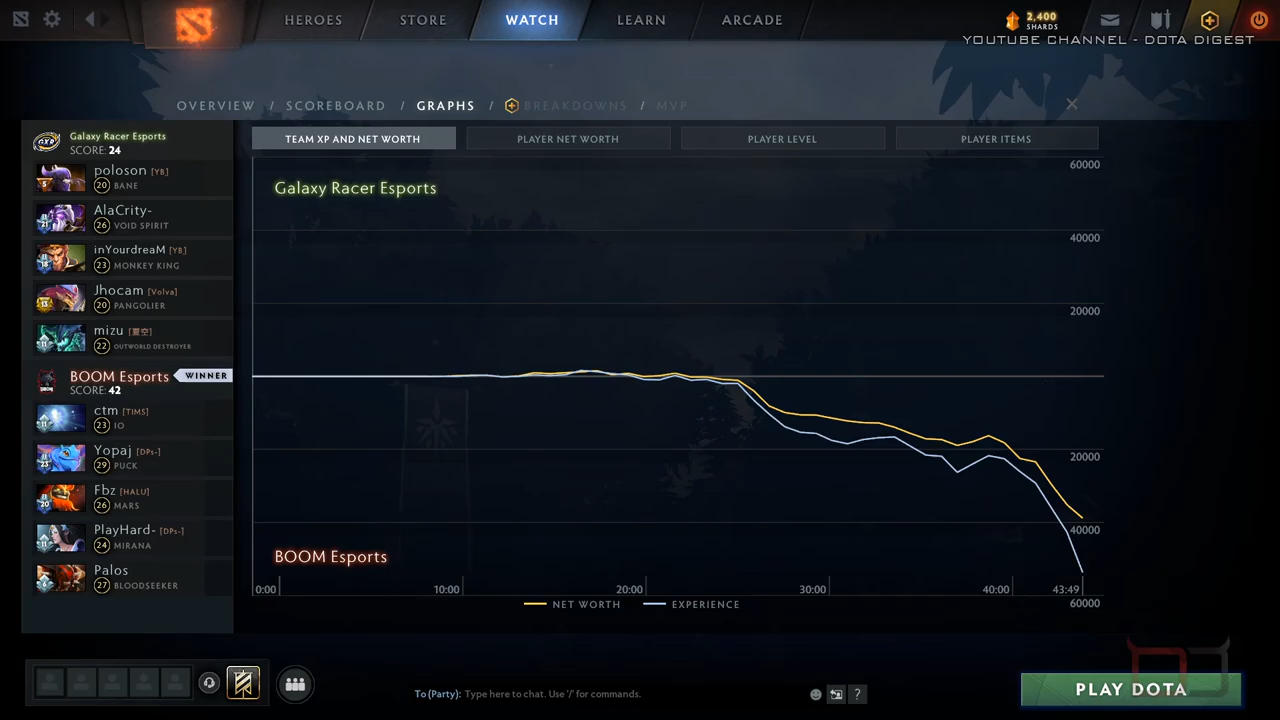 HEROES
STORE
WATCH
LEARN
ARCADE
2,400
SHARDS
YOUTUBE CHANNEL - DOTA DIGEST
OVERVIEW / SCOREBOARD / GRAPHS / BREAKDOWNS / MVP
Galaxy Racer Esports
SCORE: 24
poloson [YB]
20 BANE
AlaCrity-
26 VOID SPIRIT
inYourdreaM [YB]
23 MONKEY KING
Jhocam [Volva]
20 PANGOLIER
mizu [夏空]
22 OUTWORLD DESTROYER
BOOM Esports WINNER
SCORE: 42
ctm [TIMS]
23 IO
Yopaj [DPs-]
29 PUCK
Fbz [HALU]
26 MARS
PlayHard- [DPs-]
24 MIRANA
Palos
27 BLOODSEEKER
TEAM XP AND NET WORTH
PLAYER NET WORTH
PLAYER LEVEL
PLAYER ITEMS
Galaxy Racer Esports
60000
40000
20000
20000
40000
60000
BOOM Esports
0:00
10:00
20:00
30:00
40:00
43:49
NET WORTH
EXPERIENCE
To (Party): Type here to chat. Use '/' for commands.
?
PLAY DOTA